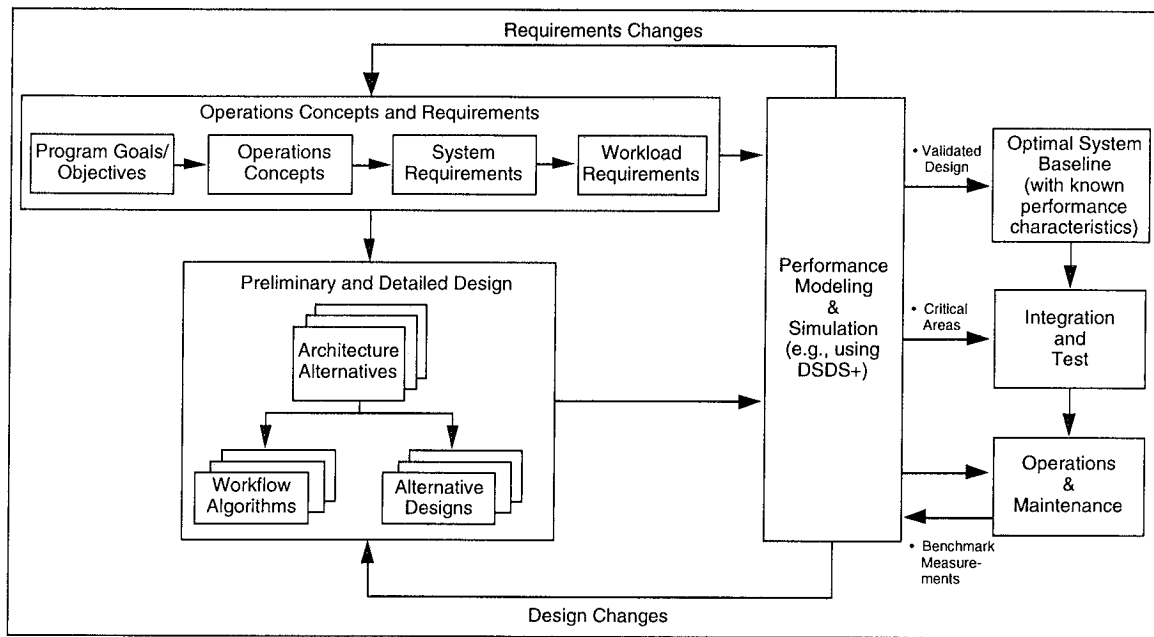 Requirements Changes
Operations Concepts and Requirements
Program Goals/
Objectives
Operations
Concepts
System
Requirements
Workload
Requirements
Preliminary and Detailed Design
Architecture
Alternatives
Workflow
Algorithms
Alternative
Designs
Performance
Modeling
&
Simulation
(e.g., using
DSDS+)
• Validated
Design
• Critical
Areas
• Benchmark
Measure-
ments
Optimal System
Baseline
(with known
performance
characteristics)
Integration
and
Test
Operations
&
Maintenance
Design Changes